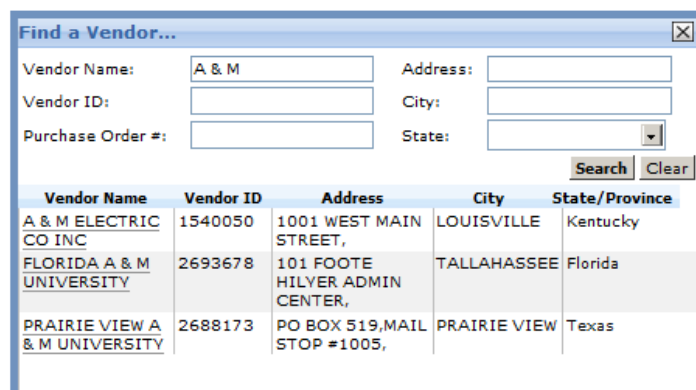 Find a Vendor...
Vendor Name: A & M Address:
Vendor ID: City:
Purchase Order #: State:
Search Clear
Vendor Name Vendor ID Address City State/Province
A & M ELECTRIC 1540050 1001 WEST MAIN LOUISVILLE Kentucky
CO INC STREET,
FLORIDA A & M 2693678 101 FOOTE TALLAHASSEE Florida
UNIVERSITY HILYER ADMIN
CENTER,
PRAIRIE VIEW A 2688173 PO BOX 519,MAIL PRAIRIE VIEW Texas
& M UNIVERSITY STOP #1005,